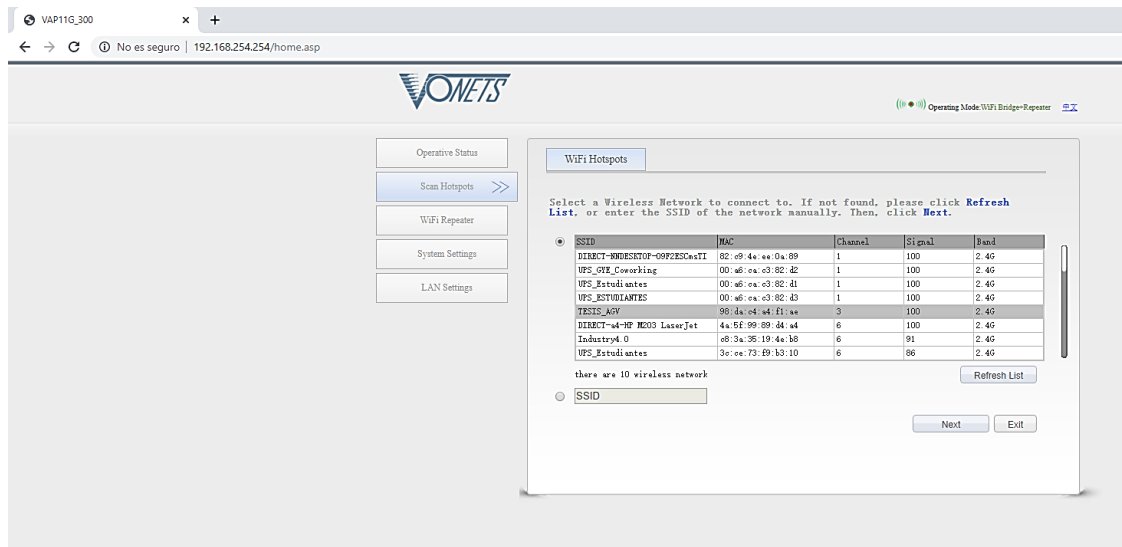 VAP11G_300
No es seguro | 192.168.254.254/home.asp
VONETS
Operating Mode:WiFi Bridge+Repeater 中文
Operative Status
Scan Hotspots
WiFi Repeater
System Settings
LAN Settings
WiFi Hotspots
Select a Wireless Network to connect to. If not found, please click Refresh
List, or enter the SSID of the network manually. Then, click Next.
SSID MAC Channel Signal Band
DIRECT-NNDESKTOP-O9F2ESCmsTI 82:c9:4e:ee:0a:89 1 100 2.4G
UPS_GYE_Coworking 00:a6:ca:c3:82:d2 1 100 2.4G
UPS_Estudiantes 00:a6:ca:c3:82:d1 1 100 2.4G
UPS_ESTUDIANTES 00:a6:ca:c3:82:d3 1 100 2.4G
TESIS_AGV 98:da:c4:a4:f1:ae 3 100 2.4G
DIRECT-a4-HP M203 LaserJet 4a:5f:99:89:d4:a4 6 100 2.4G
Industry4.0 c8:3a:35:19:4e:b8 6 91 2.4G
UPS_Estudiantes 3c:ce:73:f9:b3:10 6 86 2.4G
there are 10 wireless network
Refresh List
SSID
Next Exit